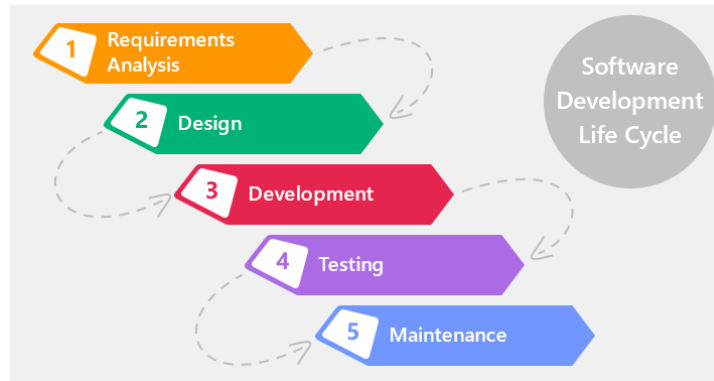 1
Requirements
Analysis
2
Design
3
Development
4
Testing
5
Maintenance
Software
Development
Life Cycle